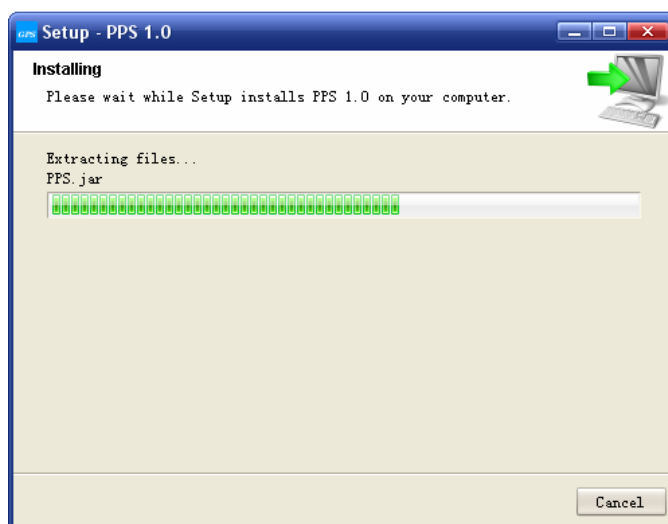 GPS Setup - PPS 1.0
Installing
Please wait while Setup installs PPS 1.0 on your computer.
Extracting files...
PPS.jar
Cancel